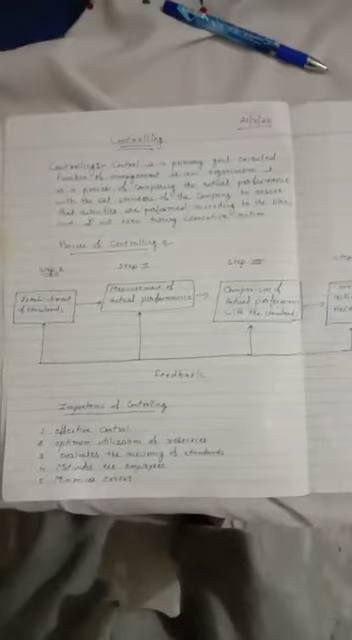 Controlling
Controlling:- Control is a primary goal oriented
function of management in an organisation. it
is a process of comparing the actual performance
with the set standards of the company to ensure
that activities are performed according to the
and if not then taking corrective action
Process of Controlling :-
Step I
Step II
Step III
Establishment of standards
Measurement of actual performance
Comparision of actual performance with the standards
Feedback
Importance of Controlling
1 effective control
2 optimum utilization of resources
3 evaluates the accuracy of standards
4 Motivates the employees
5 Minimises errors